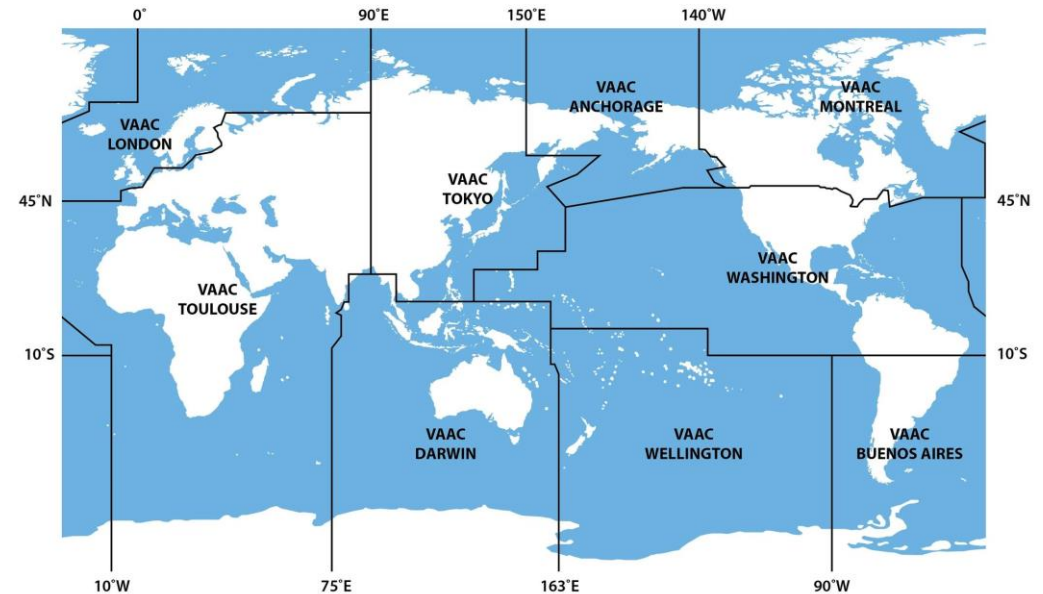 0°
90°E
150°E
140°W
VAAC
ANCHORAGE
VAAC
MONTREAL
VAAC
LONDON
VAAC
TOKYO
45°N
45°N
VAAC
WASHINGTON
VAAC
TOULOUSE
10°S
10°S
VAAC
DARWIN
VAAC
WELLINGTON
VAAC
BUENOS AIRES
10°W
75°E
163°E
90°W